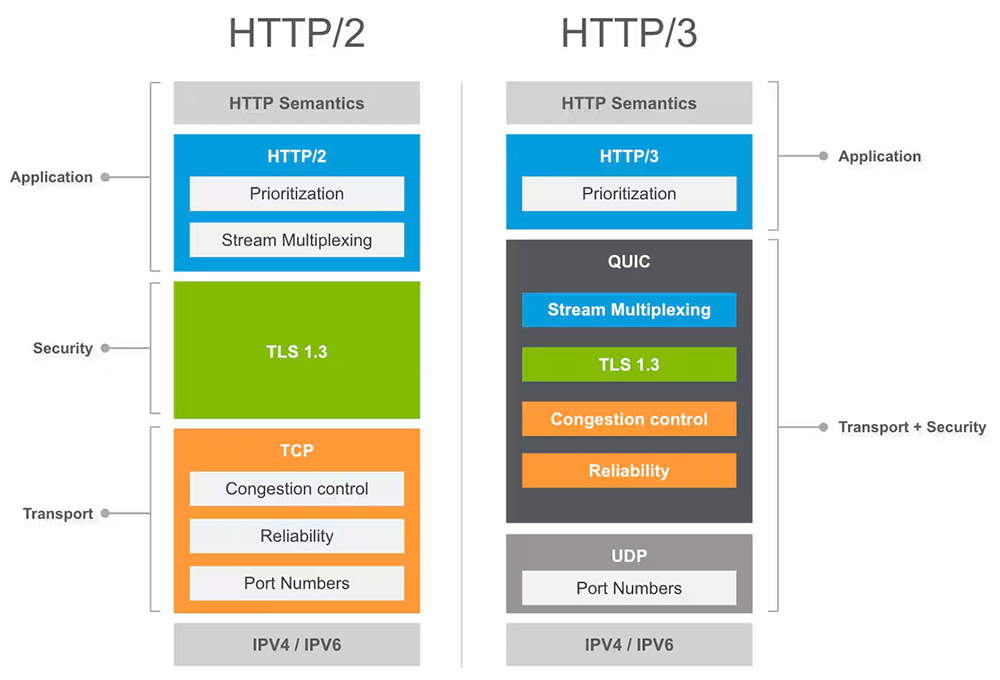 HTTP/2
HTTP Semantics
HTTP/2
Prioritization
Stream Multiplexing
Application
TLS 1.3
Security
TCP
Congestion control
Reliability
Port Numbers
Transport
IPV4 / IPV6
HTTP/3
HTTP Semantics
HTTP/3
Prioritization
Application
QUIC
Stream Multiplexing
TLS 1.3
Congestion control
Reliability
Transport + Security
UDP
Port Numbers
IPV4 / IPV6